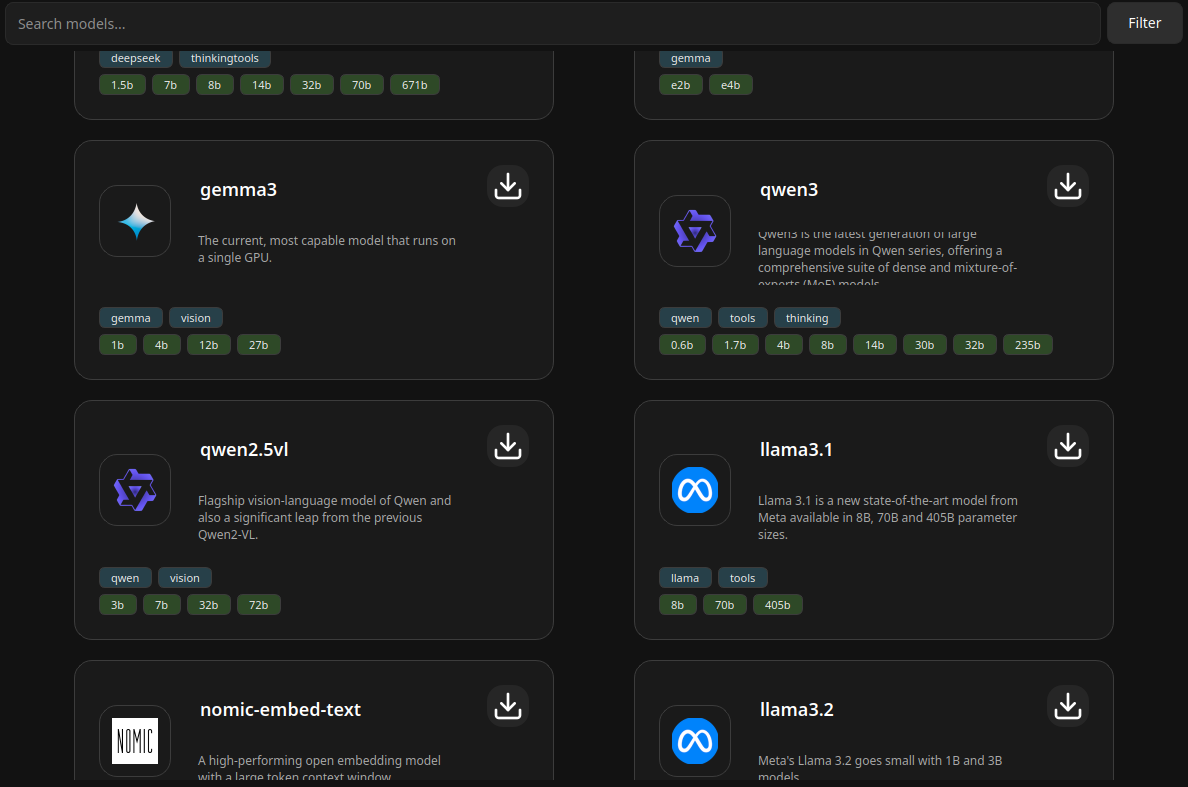 Search models...
Filter
deepseek thinkingtools
1.5b 7b 8b 14b 32b 70b 671b
gemma
e2b e4b
gemma3
The current, most capable model that runs on
a single GPU.
gemma vision
1b 4b 12b 27b
qwen3
Qwen3 is the latest generation of large
language models in Qwen series, offering a
comprehensive suite of dense and mixture-of-
experts (MoE) models.
qwen tools thinking
0.6b 1.7b 4b 8b 14b 30b 32b 235b
qwen2.5vl
Flagship vision-language model of Qwen and
also a significant leap from the previous
Qwen2-VL.
qwen vision
3b 7b 32b 72b
llama3.1
Llama 3.1 is a new state-of-the-art model from
Meta available in 8B, 70B and 405B parameter
sizes.
llama tools
8b 70b 405b
NOMIC
nomic-embed-text
A high-performing open embedding model
with a large token context window.
llama3.2
Meta's Llama 3.2 goes small with 1B and 3B
models.